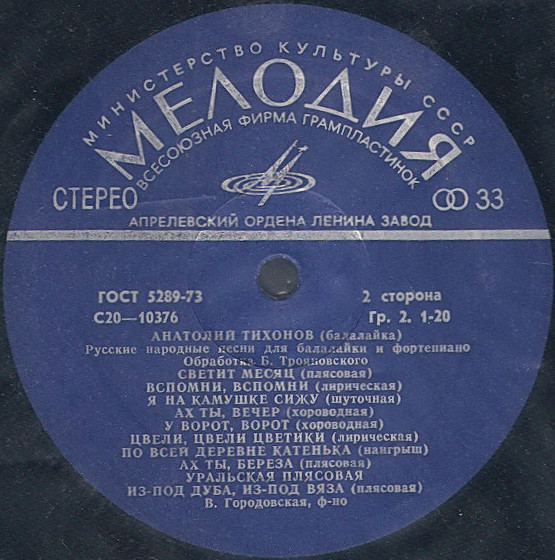 МИНИСТЕРСТВО КУЛЬТУРЫ СССР
МЕЛОДИЯ
ВСЕСОЮЗНАЯ ФИРМА ГРАМПЛАСТИНОК
СТЕРЕО
33
АПРЕЛЕВСКИЙ ОРДЕНА ЛЕНИНА ЗАВОД
ГОСТ 5289-73
2 сторона
С20—10376
Гр. 2. 1-20
АНАТОЛИЙ ТИХОНОВ (балалайка)
Русские народные песни для балалайки и фортепиано
Обработка Б. Трояновского
СВЕТИТ МЕСЯЦ (плясовая)
ВСПОМНИ, ВСПОМНИ (лирическая)
Я НА КАМУШКЕ СИЖУ (шуточная)
АХ ТЫ, ВЕЧЕР (хороводная)
У ВОРОТ, ВОРОТ (хороводная)
ЦВЕЛИ, ЦВЕЛИ ЦВЕТИКИ (лирическая)
ПО ВСЕЙ ДЕРЕВНЕ КАТЕНЬКА (наигрыш)
АХ ТЫ, БЕРЕЗА (плясовая)
УРАЛЬСКАЯ ПЛЯСОВАЯ
ИЗ-ПОД ДУБА, ИЗ-ПОД ВЯЗА (плясовая)
В. Городовская, ф-но